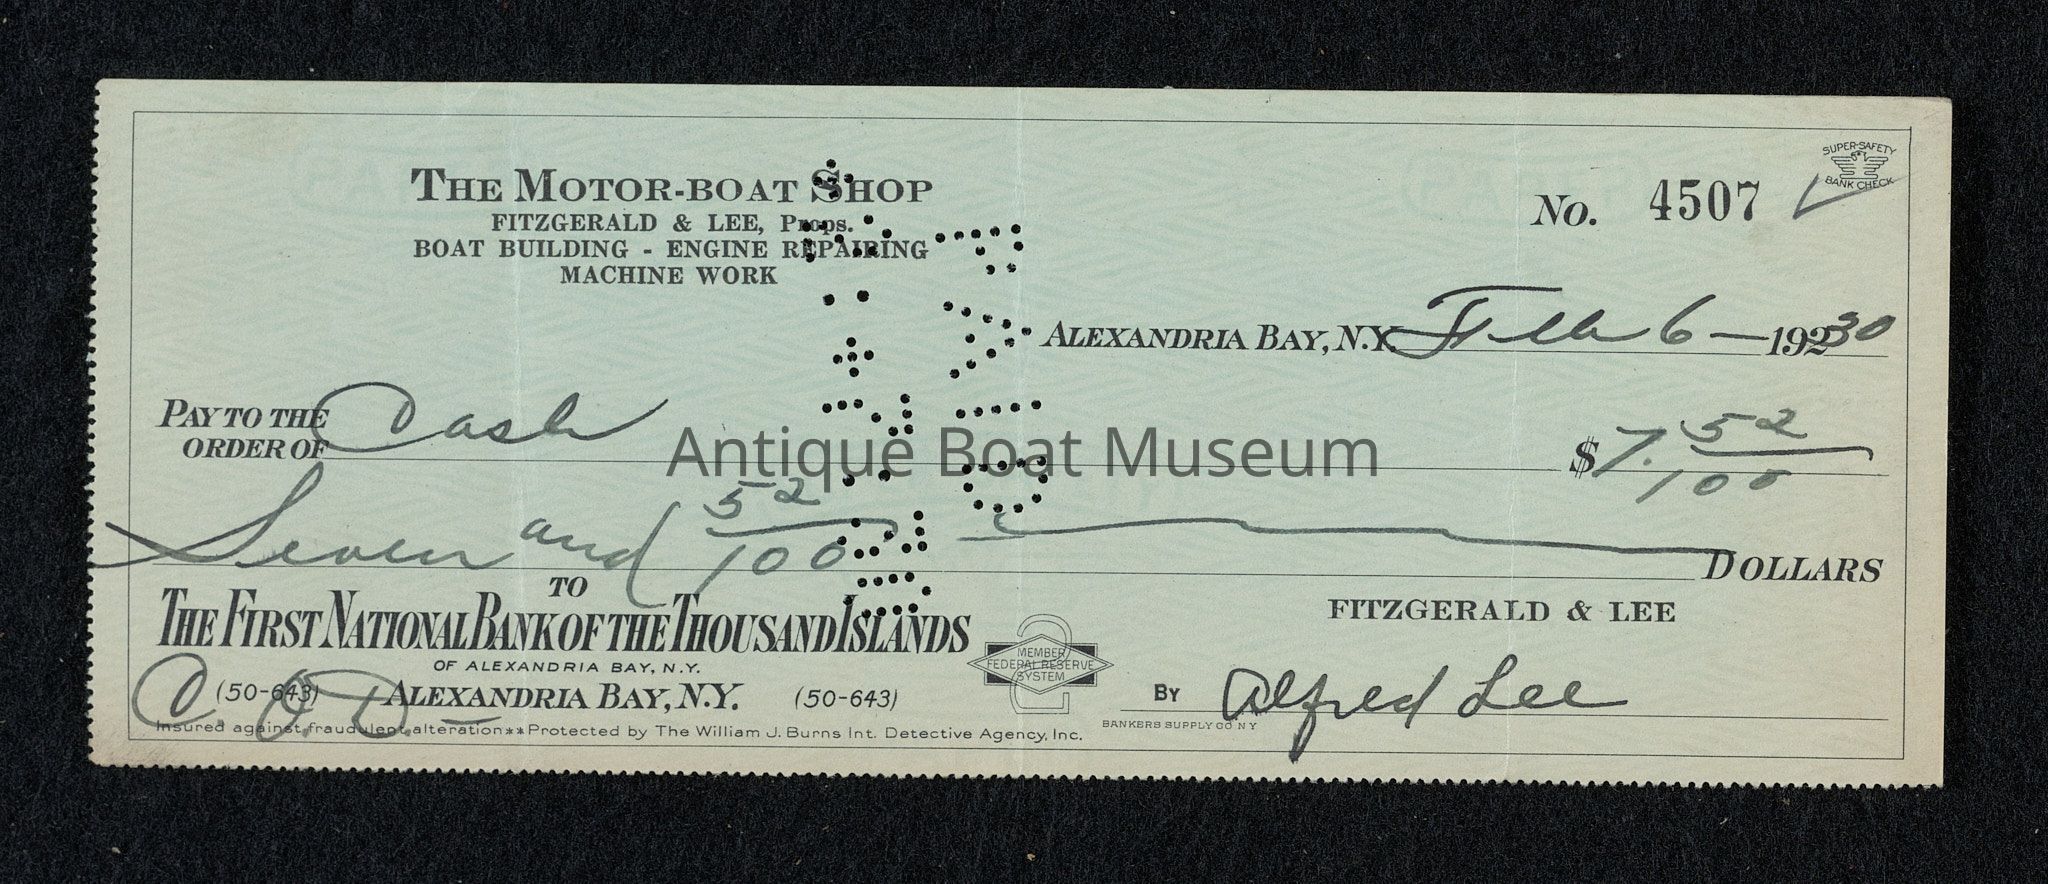 SUPER-SAFETY
BANK CHECK
THE MOTOR-BOAT SHOP
FITZGERALD & LEE, Props.
BOAT BUILDING - ENGINE REPAIRING
MACHINE WORK
No. 4507
ALEXANDRIA BAY, N.Y. Feb 6 — 19230
PAY TO THE
ORDER OF Cash $7. 52/100
Antique Boat Museum
Seven and 52/100 DOLLARS
TO
THE FIRST NATIONAL BANK OF THE THOUSAND ISLANDS
OF ALEXANDRIA BAY, N.Y.
(50-643) ALEXANDRIA BAY, N.Y. (50-643)
C.O.D.
MEMBER
FEDERAL RESERVE
SYSTEM
FITZGERALD & LEE
BY Alfred Lee
BANKERS SUPPLY CO NY
Insured against fraudulent alteration**Protected by The William J. Burns Int. Detective Agency, Inc.